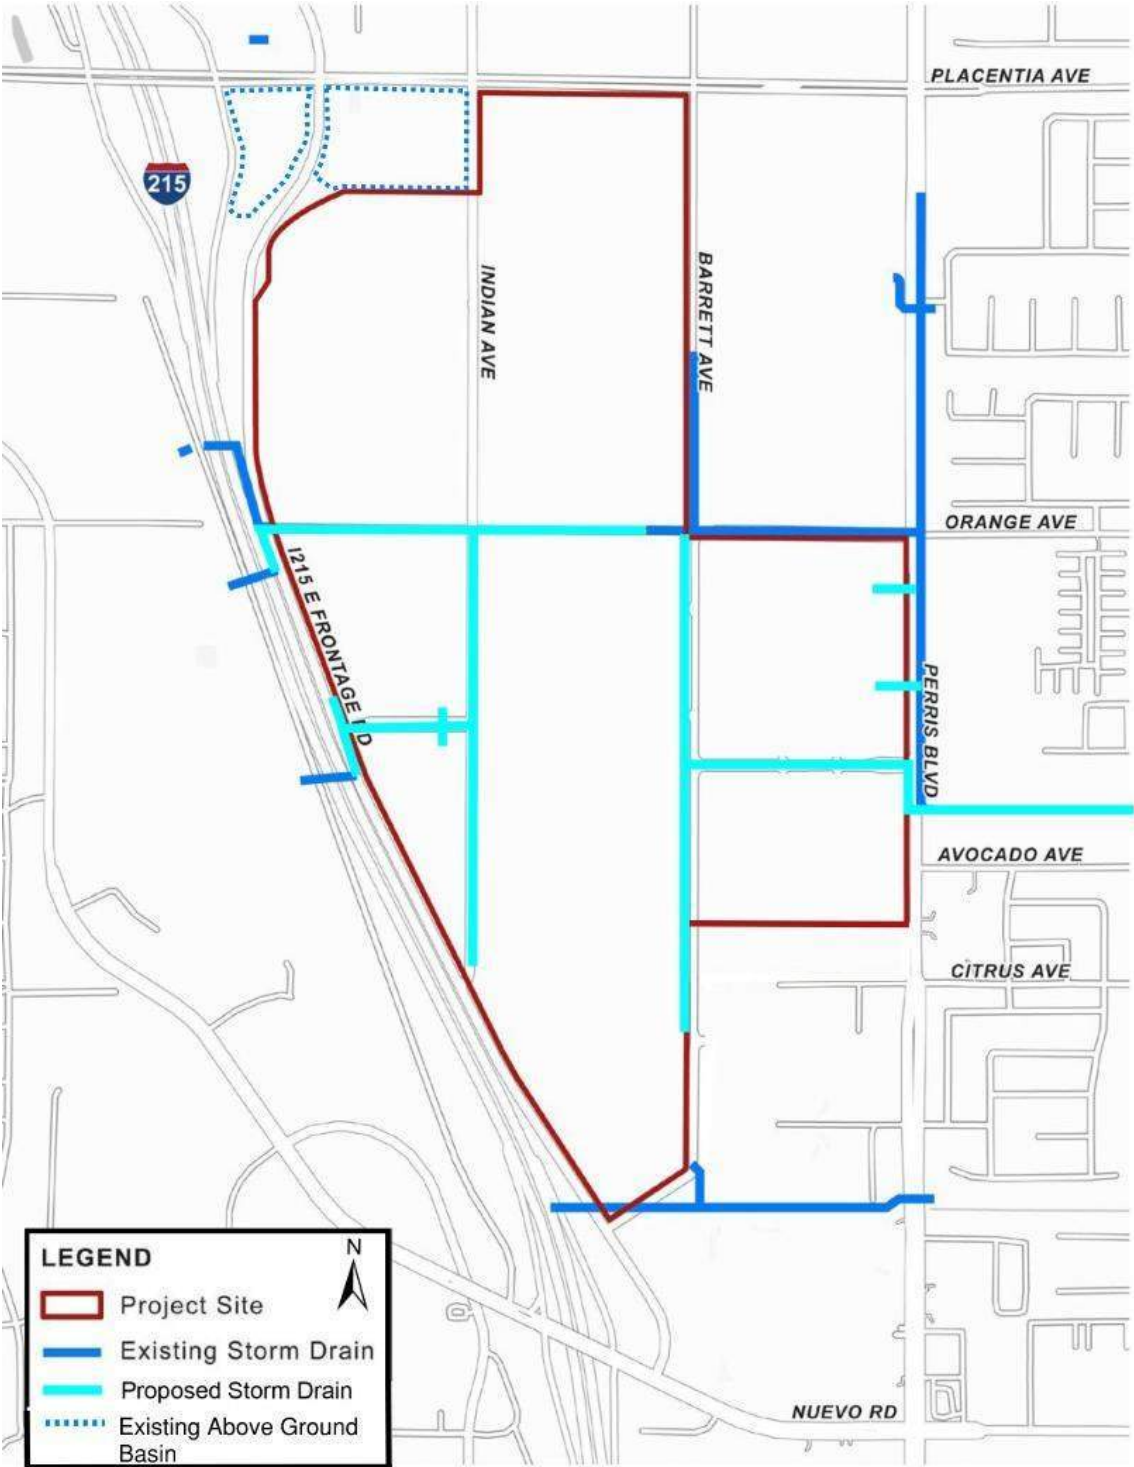 PLACENTIA AVE
215
INDIAN AVE
BARRETT AVE
ORANGE AVE
I215 E FRONTAGE RD
PERRIS BLVD
AVOCADO AVE
CITRUS AVE
NUEVO RD
LEGEND
N
Project Site
Existing Storm Drain
Proposed Storm Drain
Existing Above Ground
Basin